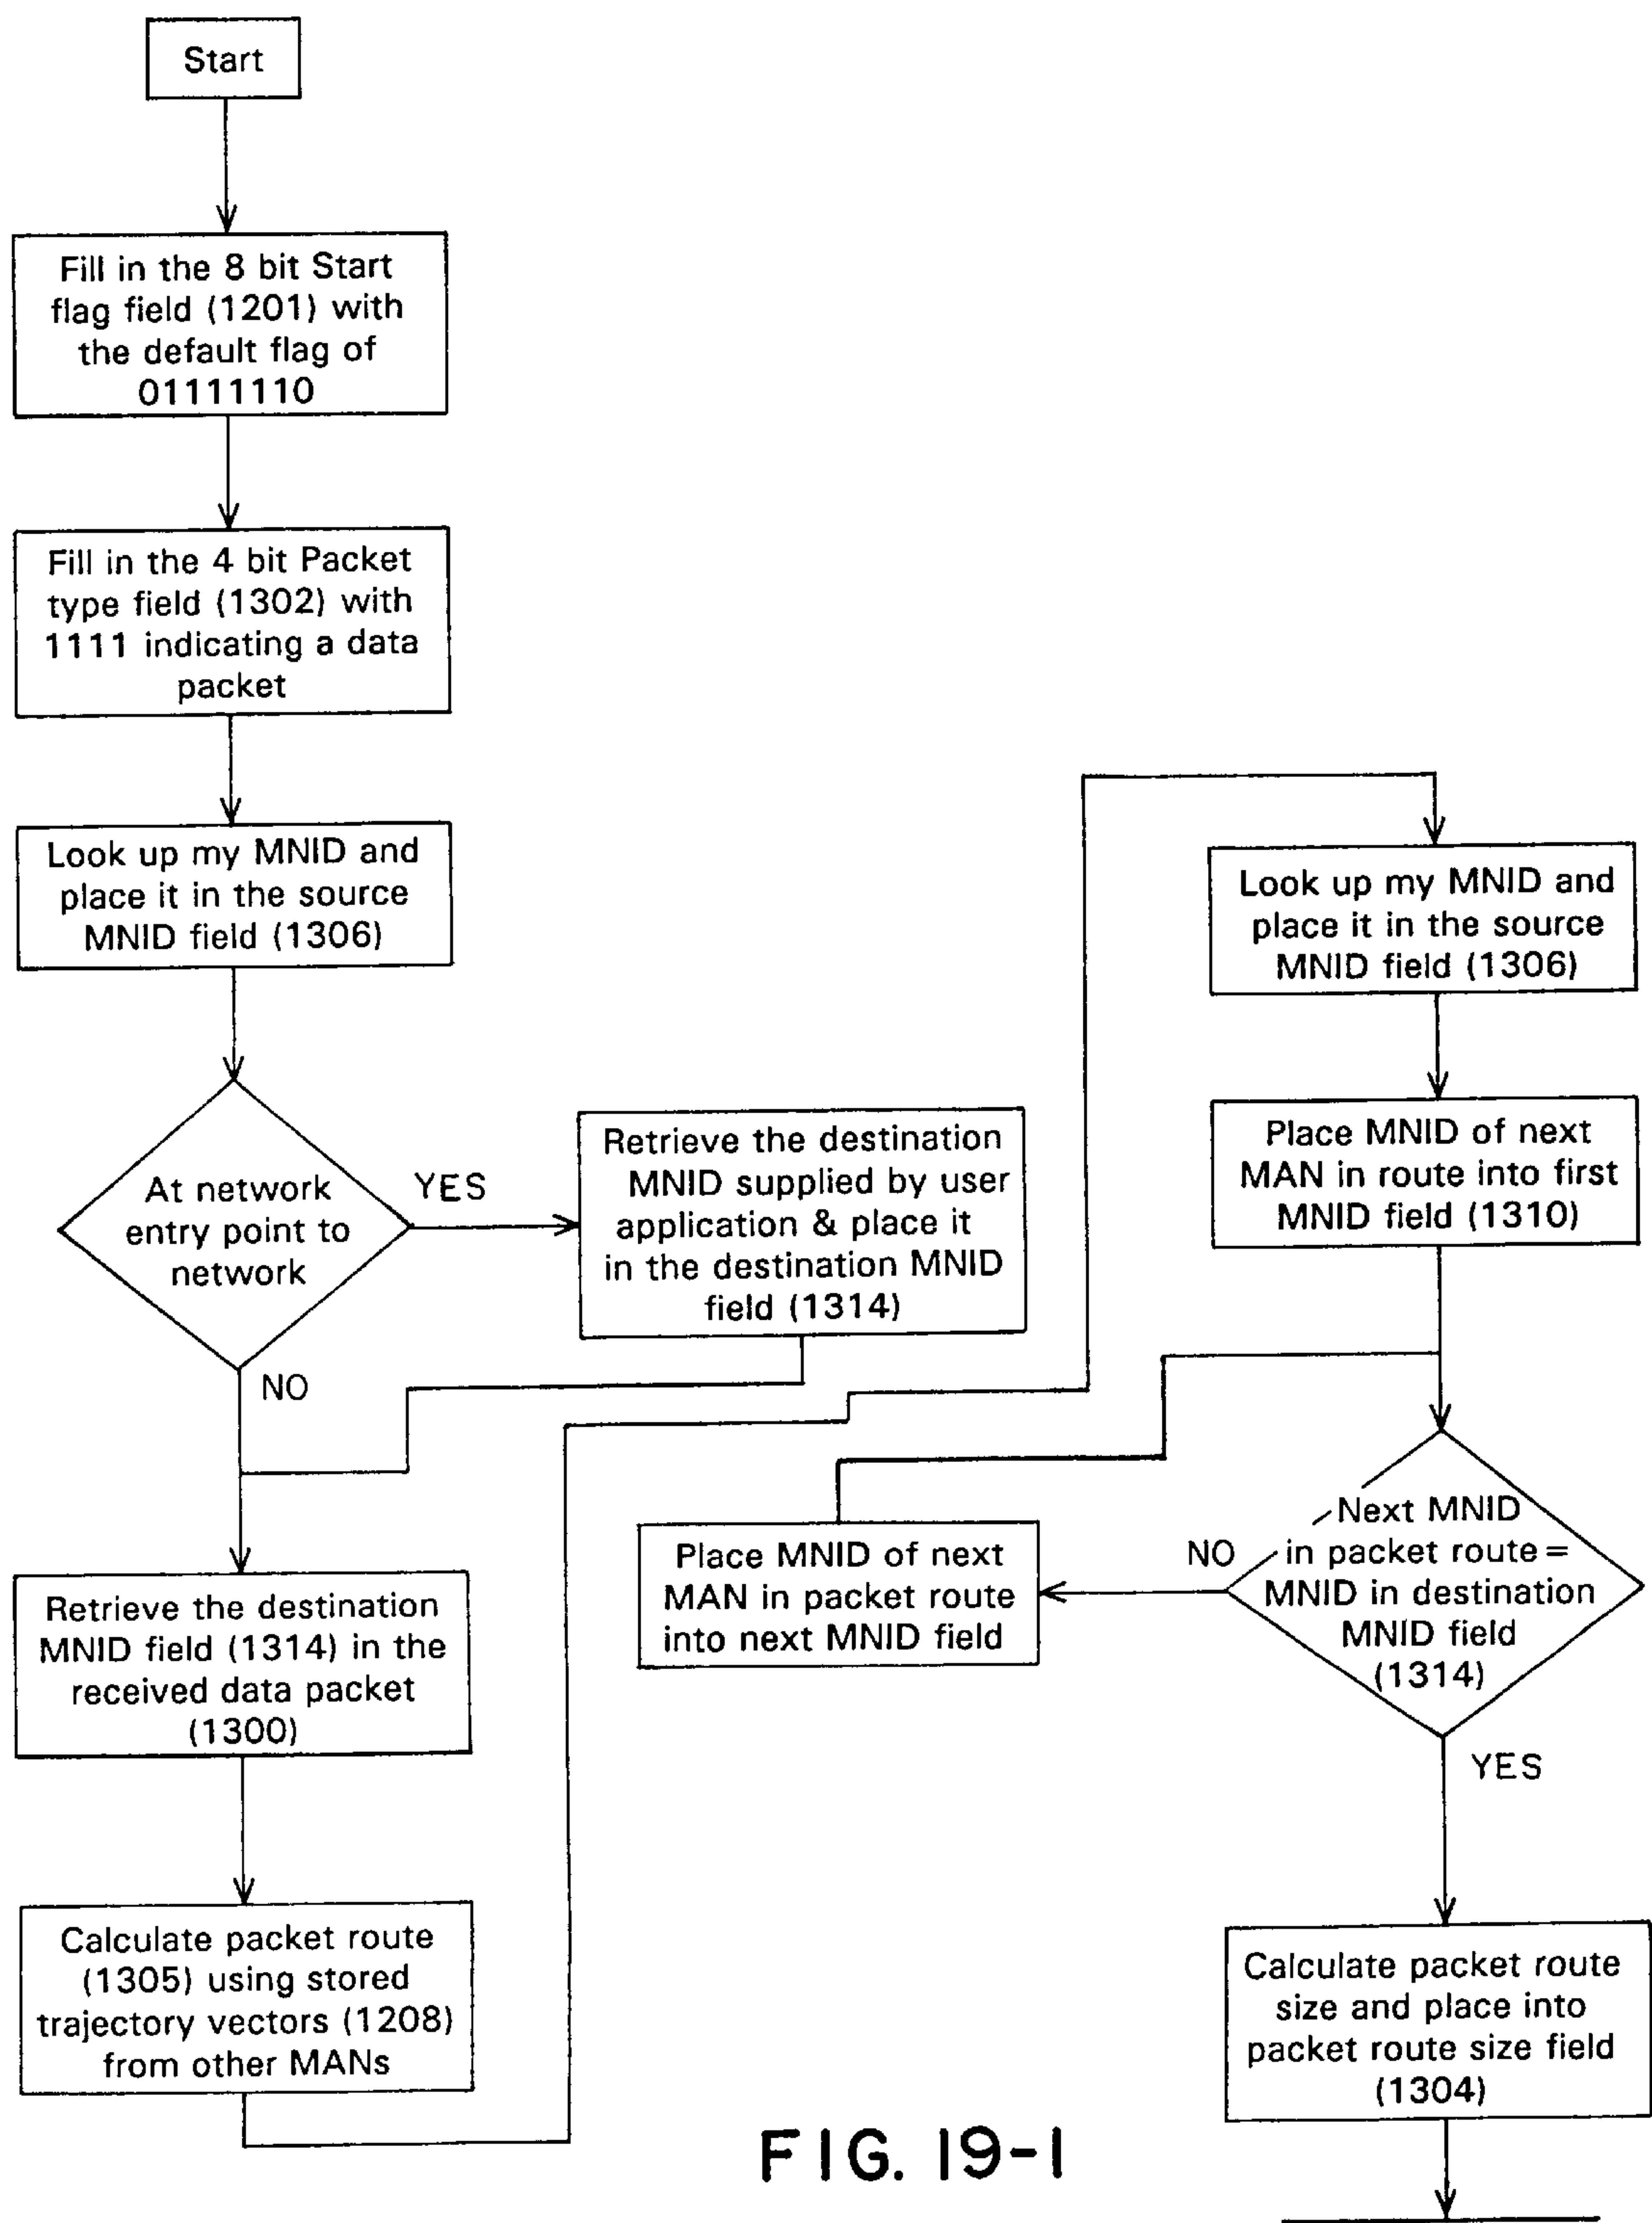 Start
Fill in the 8 bit Start
flag field (1201) with
the default flag of
01111110
Fill in the 4 bit Packet
type field (1302) with
1111 indicating a data
packet
Look up my MNID and
place it in the source
MNID field (1306)
At network
entry point to
network
YES
NO
Retrieve the destination
MNID supplied by user
application & place it
in the destination MNID
field (1314)
Retrieve the destination
MNID field (1314) in the
received data packet
(1300)
Calculate packet route
(1305) using stored
trajectory vectors (1208)
from other MANs
Look up my MNID and
place it in the source
MNID field (1306)
Place MNID of next
MAN in route into first
MNID field (1310)
Next MNID
in packet route =
MNID in destination
MNID field
(1314)
NO
Place MNID of next
MAN in packet route
into next MNID field
YES
Calculate packet route
size and place into
packet route size field
(1304)
FIG. 19-1